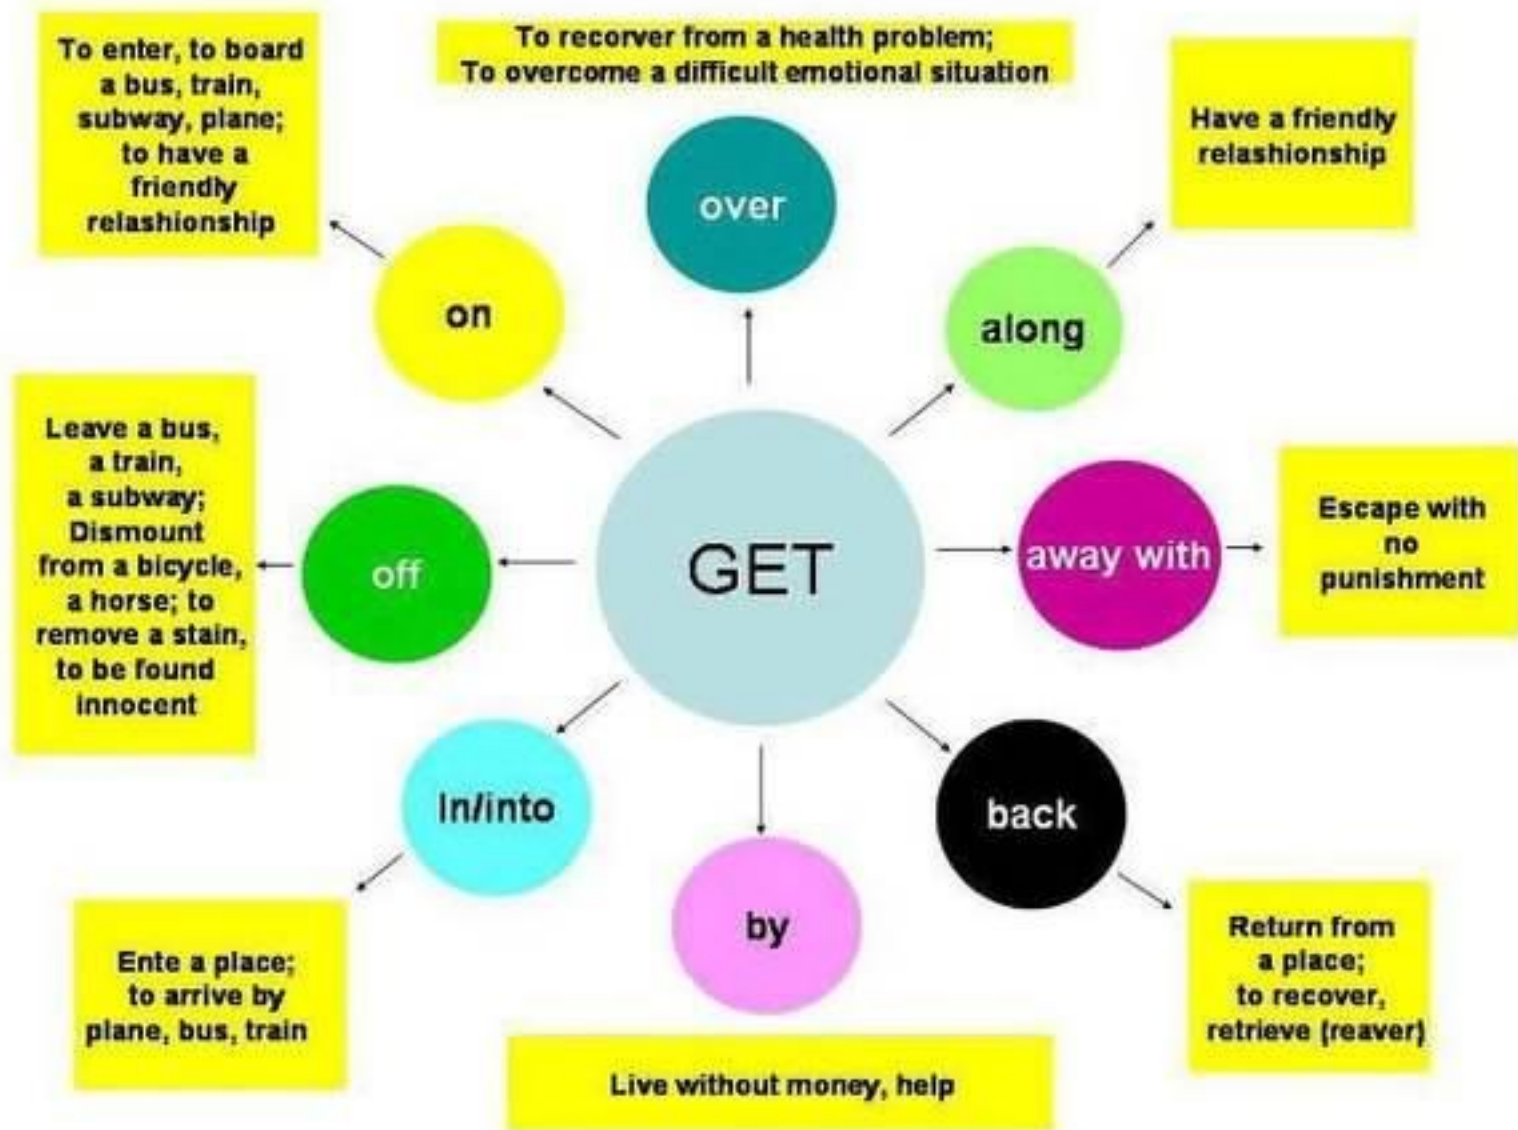 To enter, to board
a bus, train,
subway, plane;
to have a
friendly
relashionship
To recorver from a health problem;
To overcome a difficult emotional situation
Have a friendly
relashionship
over
on
along
Leave a bus,
a train,
a subway;
Dismount
from a bicycle,
a horse; to
remove a stain,
to be found
innocent
off
GET
away with
Escape with
no
punishment
In/into
back
by
Ente a place;
to arrive by
plane, bus, train
Live without money, help
Return from
a place;
to recover,
retrieve (reaver)